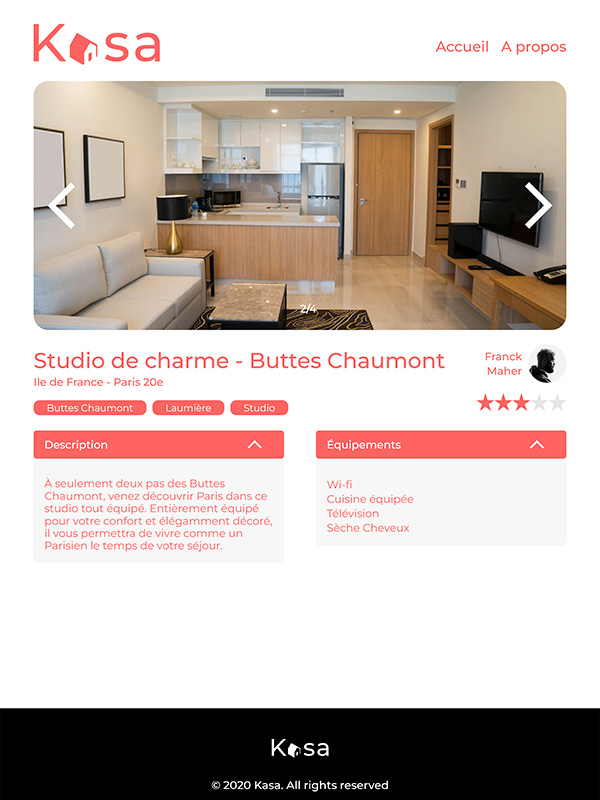 Kasa
Accueil A propos
2/4
Studio de charme - Buttes Chaumont
Ile de France - Paris 20e
Franck
Maher
Buttes Chaumont Laumière Studio
Description
À seulement deux pas des Buttes
Chaumont, venez découvrir Paris dans ce
studio tout équipé. Entièrement équipé
pour votre confort et élégamment décoré,
il vous permettra de vivre comme un
Parisien le temps de votre séjour.
Équipements
Wi-fi
Cuisine équipée
Télévision
Sèche Cheveux
Kasa
© 2020 Kasa. All rights reserved